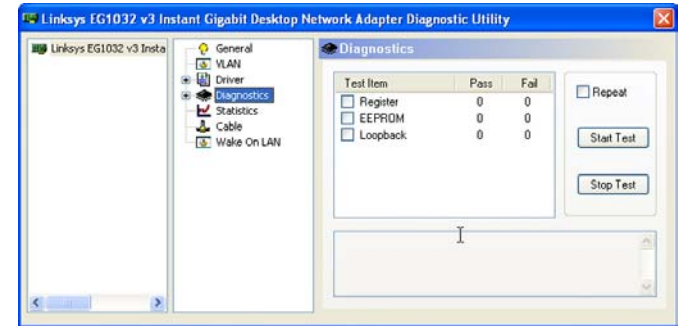 Linksys EG1032 v3 Instant Gigabit Desktop Network Adapter Diagnostic Utility
Linksys EG1032 v3 Insta
General
VLAN
Driver
Diagnostics
Statistics
Cable
Wake On LAN
Diagnostics
Test Item Pass Fail
Register 0 0
EEPROM 0 0
Loopback 0 0
Repeat
Start Test
Stop Test